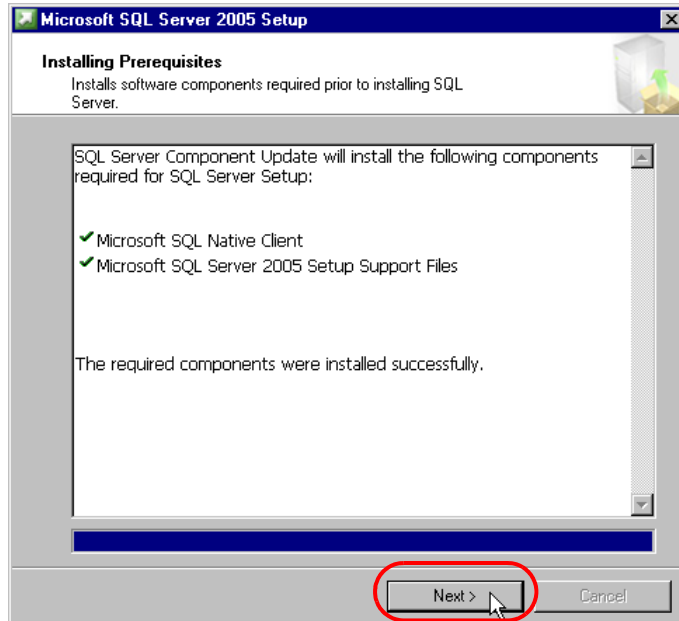 Microsoft SQL Server 2005 Setup
Installing Prerequisites
Installs software components required prior to installing SQL
Server.
SQL Server Component Update will install the following components
required for SQL Server Setup:
Microsoft SQL Native Client
Microsoft SQL Server 2005 Setup Support Files
The required components were installed successfully.
Next >
Cancel